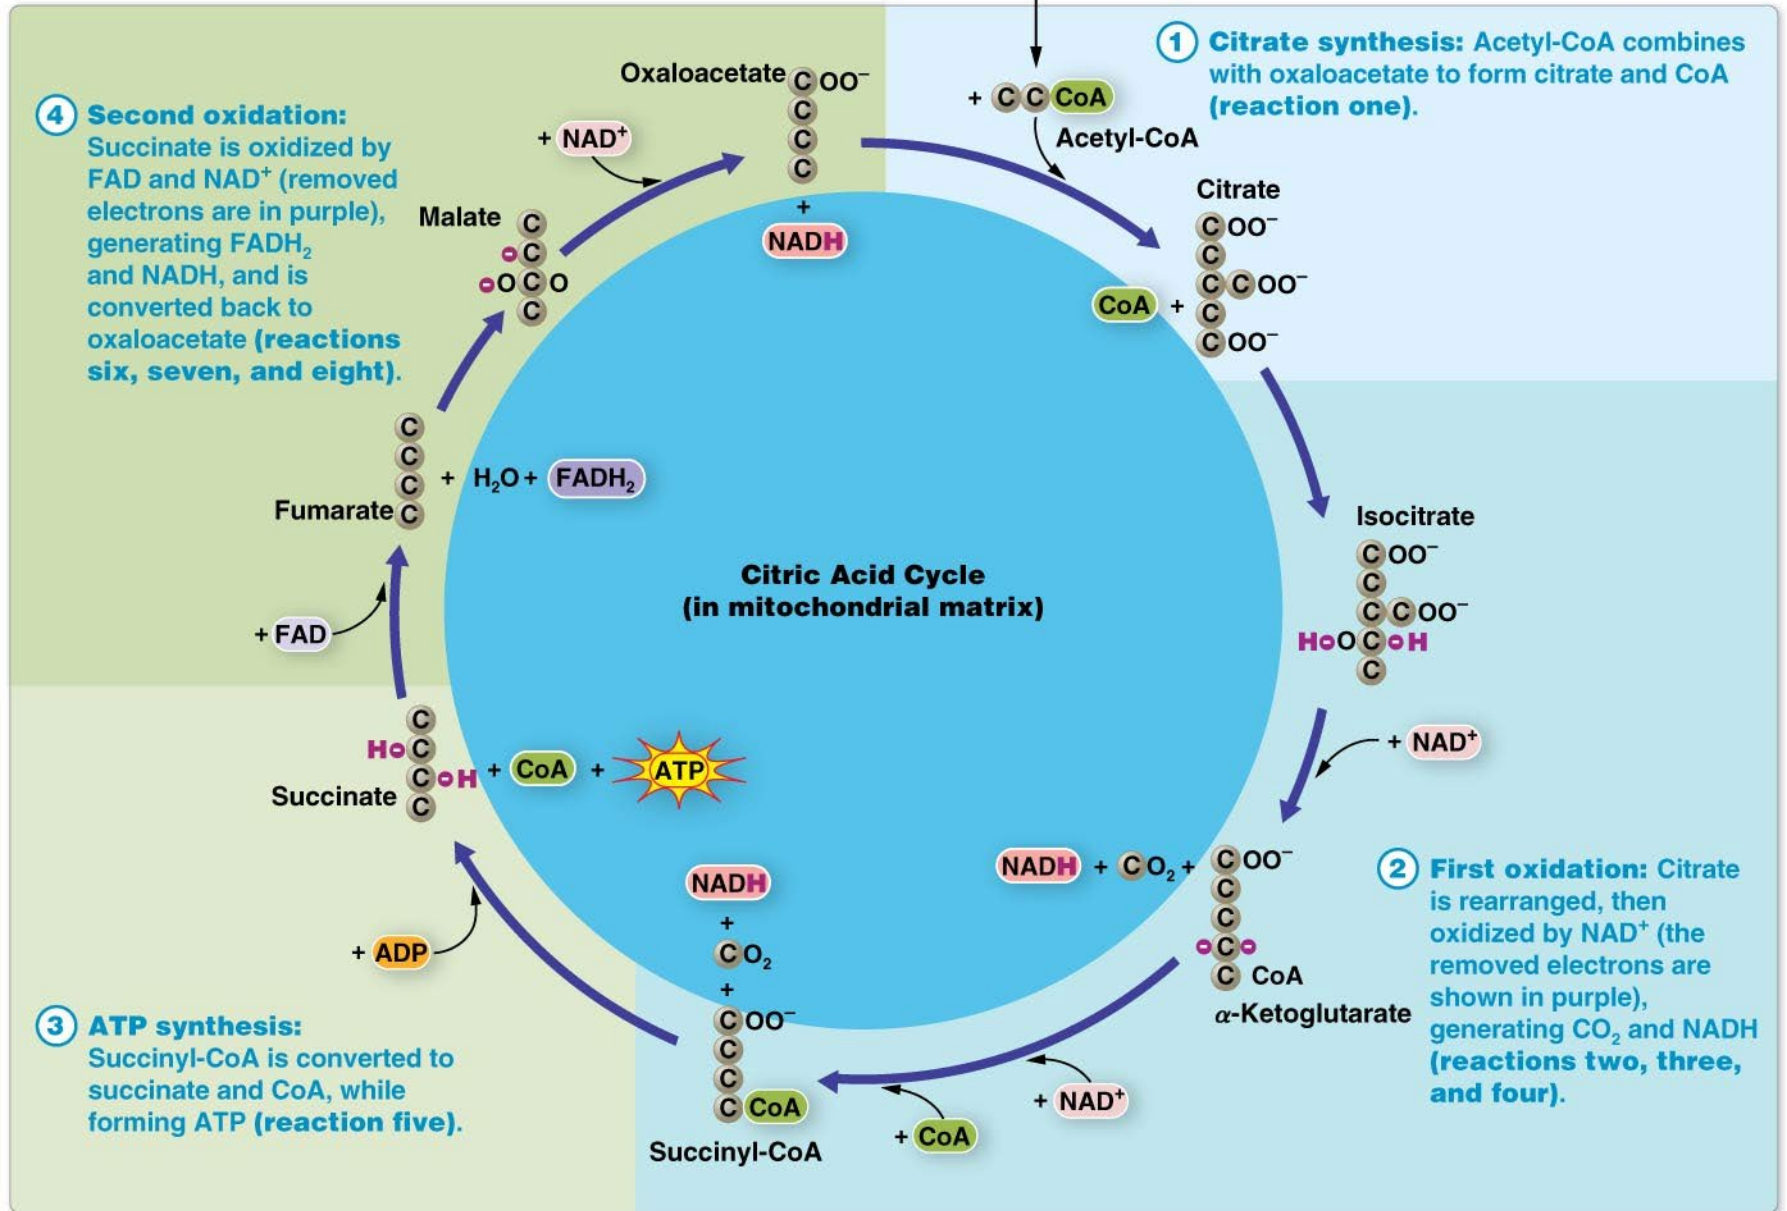 ① Citrate synthesis: Acetyl-CoA combines
with oxaloacetate to form citrate and CoA
(reaction one).
Oxaloacetate
C OO⁻
C
C
C
+
NADH
+ C C CoA
Acetyl-CoA
Citrate
C OO⁻
C
C C OO⁻
C
C OO⁻
CoA +
Isocitrate
C OO⁻
C
C C OO⁻
H⊖O C ⊖H
C
+ NAD⁺
② First oxidation: Citrate
is rearranged, then
oxidized by NAD⁺ (the
removed electrons are
shown in purple),
generating CO₂ and NADH
(reactions two, three,
and four).
NADH + CO₂ +
C OO⁻
C
C
⊖ C ⊖
C CoA
α-Ketoglutarate
+ NAD⁺
+ CoA
NADH
+
CO₂
+
C OO⁻
C
C
C CoA
Succinyl-CoA
③ ATP synthesis:
Succinyl-CoA is converted to
succinate and CoA, while
forming ATP (reaction five).
+ ADP
C
H⊖ C
C ⊖H + CoA + ATP
C
Succinate
④ Second oxidation:
Succinate is oxidized by
FAD and NAD⁺ (removed
electrons are in purple),
generating FADH₂
and NADH, and is
converted back to
oxaloacetate (reactions
six, seven, and eight).
+ FAD
C
C
C + H₂O + FADH₂
C
Fumarate
Malate
C
⊖ C
⊖O C O
C
+ NAD⁺
Citric Acid Cycle
(in mitochondrial matrix)